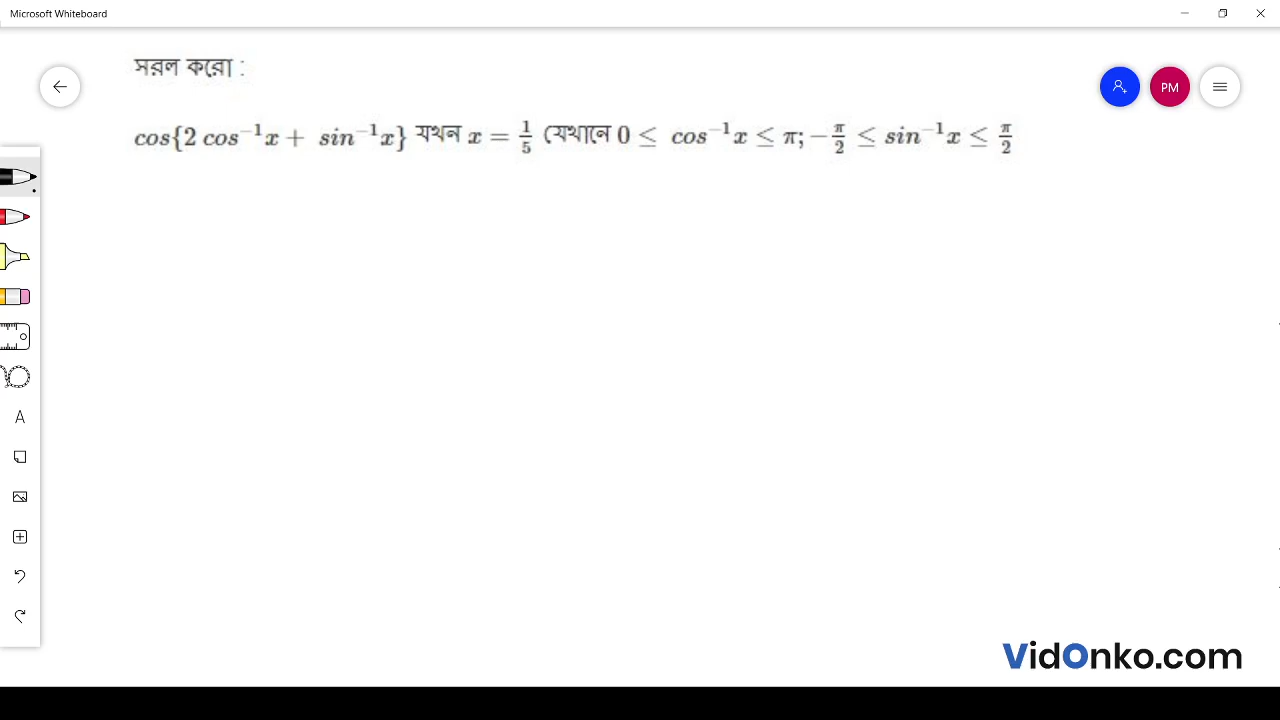 Microsoft Whiteboard
সরল করো :
PM
cos{2 cos⁻¹x + sin⁻¹x} যখন x = 1/5 (যেখানে 0 ≤ cos⁻¹x ≤ π; −π/2 ≤ sin⁻¹x ≤ π/2
A
VidOnko.com